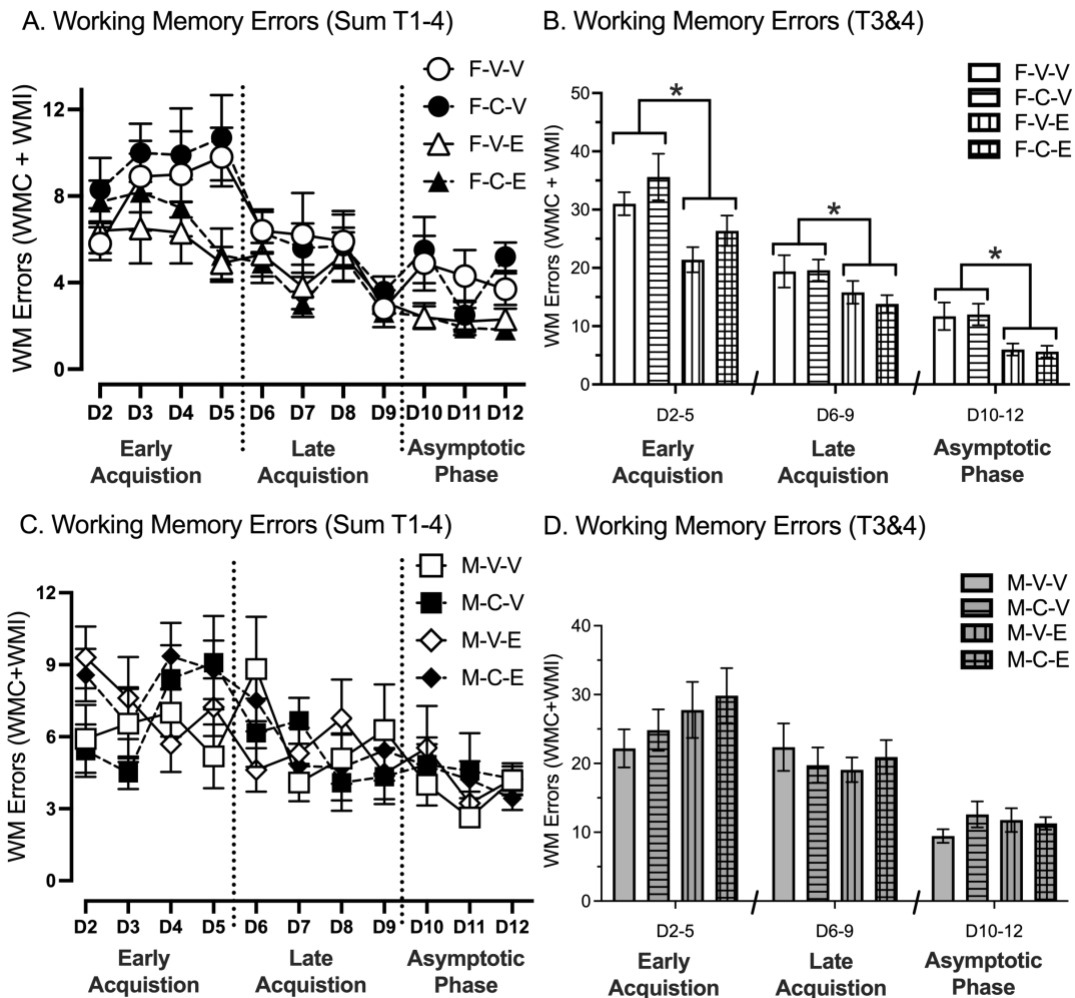 A. Working Memory Errors (Sum T1-4)
F-V-V
F-C-V
F-V-E
F-C-E
WM Errors (WMC + WMI)
12
8
4
0
D2 D3 D4 D5 D6 D7 D8 D9 D10 D11 D12
Early Acquistion
Late Acquistion
Asymptotic Phase
B. Working Memory Errors (T3&4)
F-V-V
F-C-V
F-V-E
F-C-E
WM Errors (WMC + WMI)
50
40
30
20
10
0
*
*
*
D2-5
D6-9
D10-12
Early Acquistion
Late Acquistion
Asymptotic Phase
C. Working Memory Errors (Sum T1-4)
M-V-V
M-C-V
M-V-E
M-C-E
WM Errors (WMC+WMI)
12
9
6
3
0
D2 D3 D4 D5 D6 D7 D8 D9 D10 D11 D12
Early Acquistion
Late Acquistion
Asymptotic Phase
D. Working Memory Errors (T3&4)
M-V-V
M-C-V
M-V-E
M-C-E
WM Errors (WMC+WMI)
40
30
20
10
0
D2-5
D6-9
D10-12
Early Acquistion
Late Acquistion
Asymptotic Phase